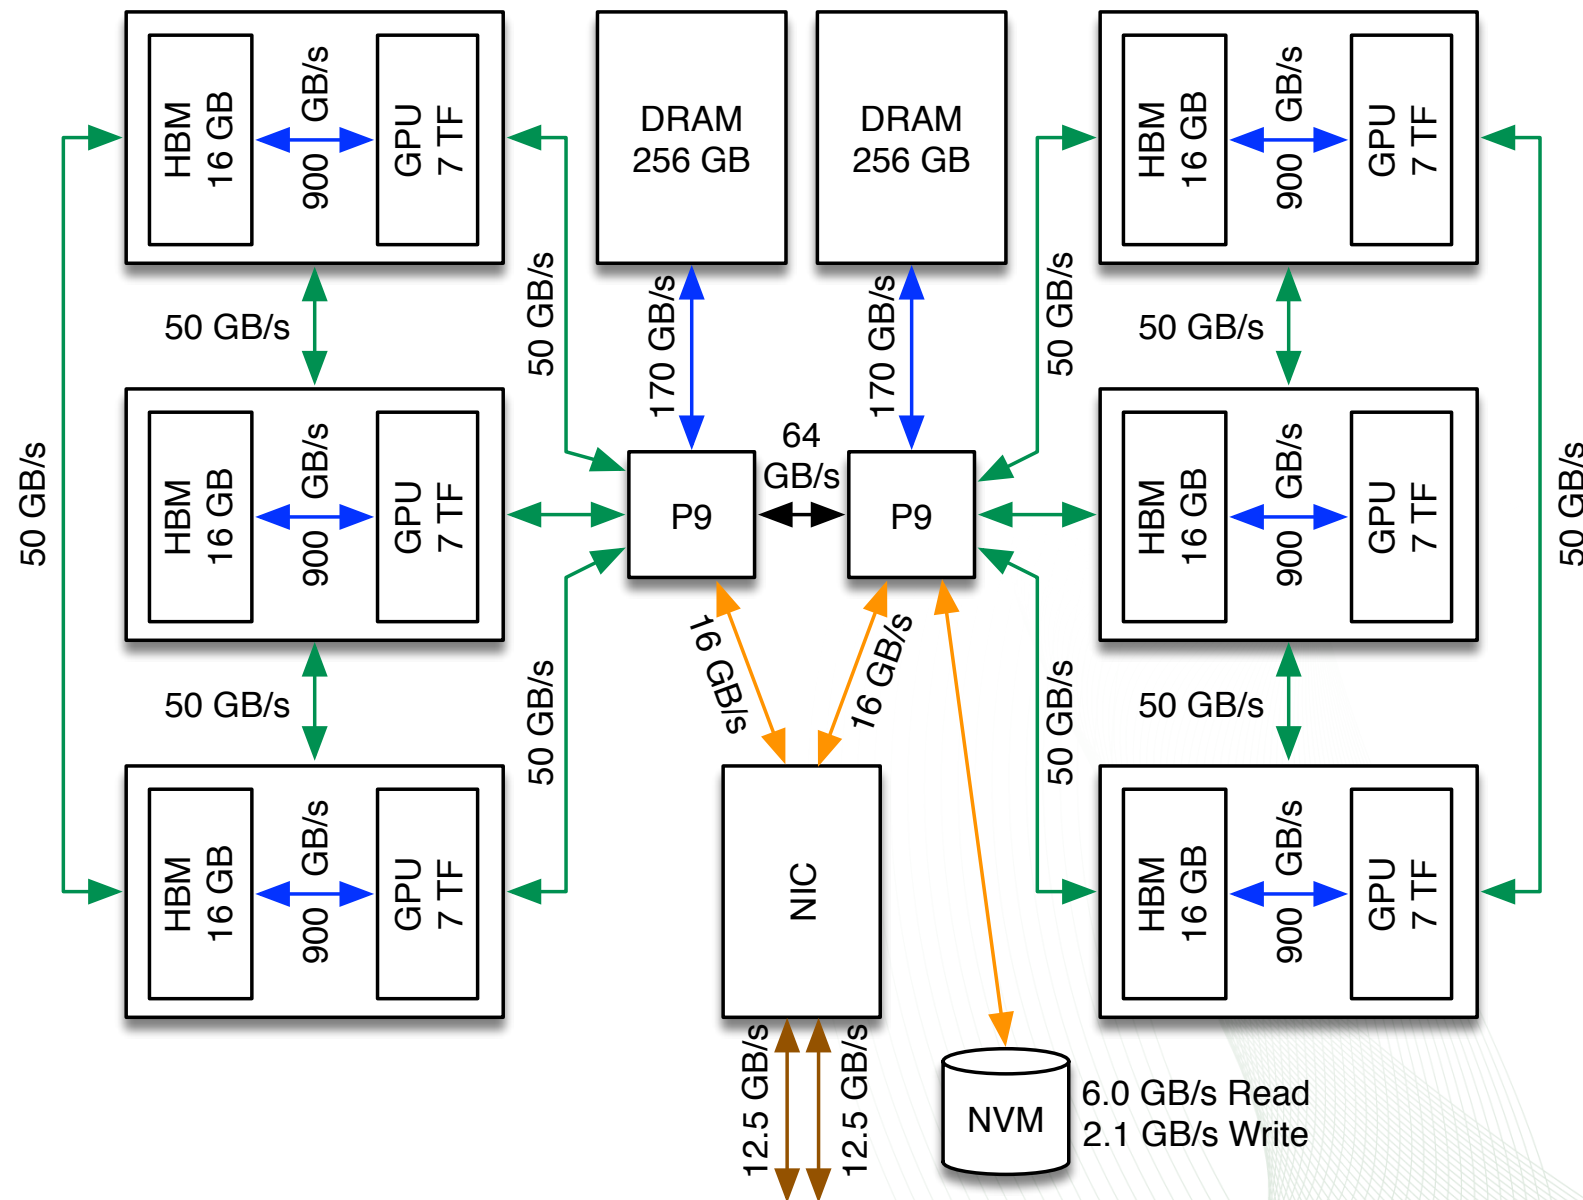 HBM
16 GB
900 GB/s
GPU
7 TF
DRAM
256 GB
DRAM
256 GB
HBM
16 GB
900 GB/s
GPU
7 TF
50 GB/s
50 GB/s
170 GB/s
170 GB/s
50 GB/s
50 GB/s
50 GB/s
HBM
16 GB
900 GB/s
GPU
7 TF
P9
64
GB/s
P9
HBM
16 GB
900 GB/s
GPU
7 TF
50 GB/s
50 GB/s
50 GB/s
16 GB/s
16 GB/s
50 GB/s
50 GB/s
HBM
16 GB
900 GB/s
GPU
7 TF
NIC
HBM
16 GB
900 GB/s
GPU
7 TF
12.5 GB/s
12.5 GB/s
NVM
6.0 GB/s Read
2.1 GB/s Write